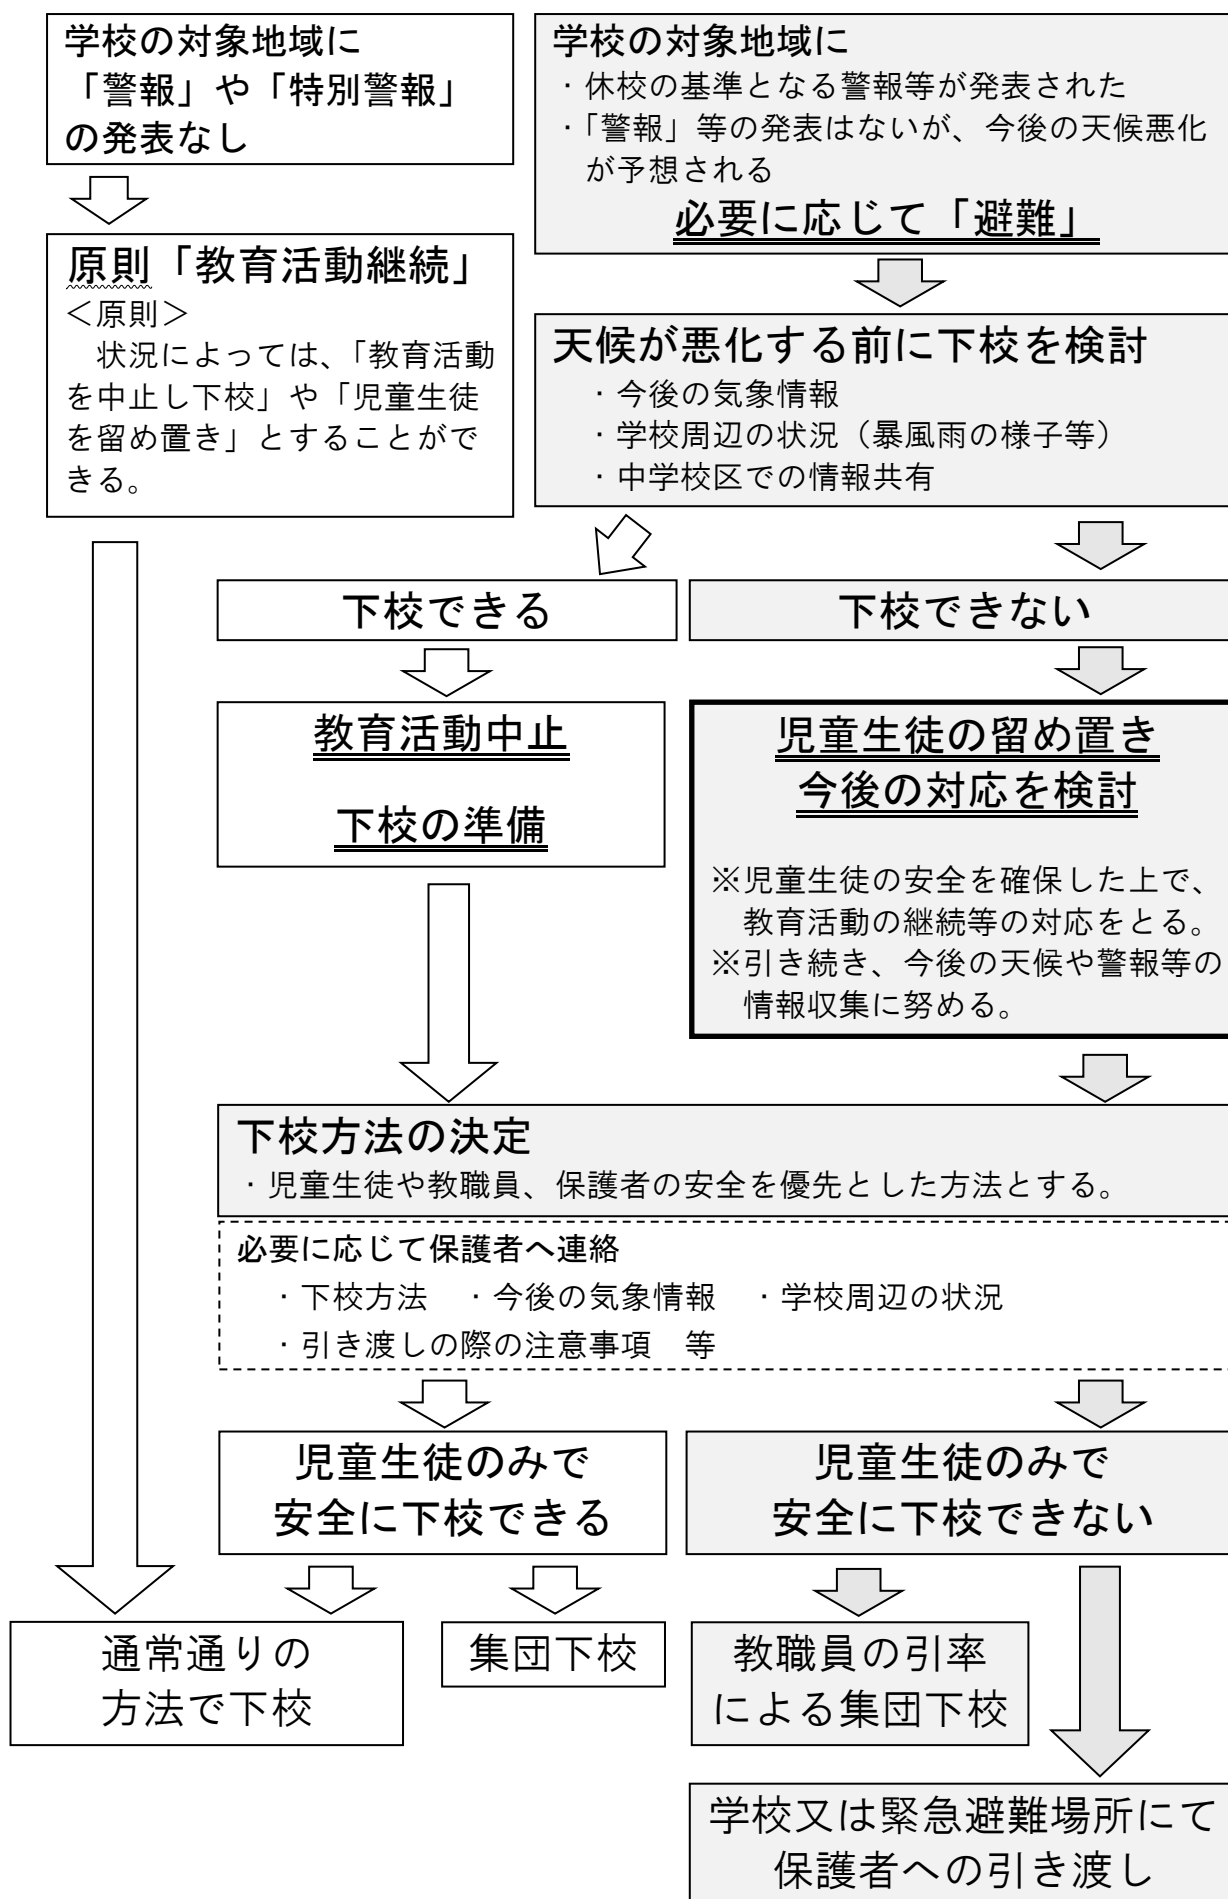 学校の対象地域に
「警報」や「特別警報」
の発表なし
学校の対象地域に
・休校の基準となる警報等が発表された
・「警報」等の発表はないが、今後の天候悪化
が予想される
必要に応じて「避難」
原則「教育活動継続」
＜原則＞
状況によっては、「教育活動
を中止し下校」や「児童生徒
を留め置き」とすることがで
きる。
天候が悪化する前に下校を検討
・今後の気象情報
・学校周辺の状況（暴風雨の様子等）
・中学校区での情報共有
下校できる
下校できない
教育活動中止
下校の準備
児童生徒の留め置き
今後の対応を検討
※児童生徒の安全を確保した上で、
教育活動の継続等の対応をとる。
※引き続き、今後の天候や警報等の
情報収集に努める。
下校方法の決定
・児童生徒や教職員、保護者の安全を優先とした方法とする。
必要に応じて保護者へ連絡
・下校方法　・今後の気象情報　・学校周辺の状況
・引き渡しの際の注意事項　等
児童生徒のみで
安全に下校できる
児童生徒のみで
安全に下校できない
通常通りの
方法で下校
集団下校
教職員の引率
による集団下校
学校又は緊急避難場所にて
保護者への引き渡し